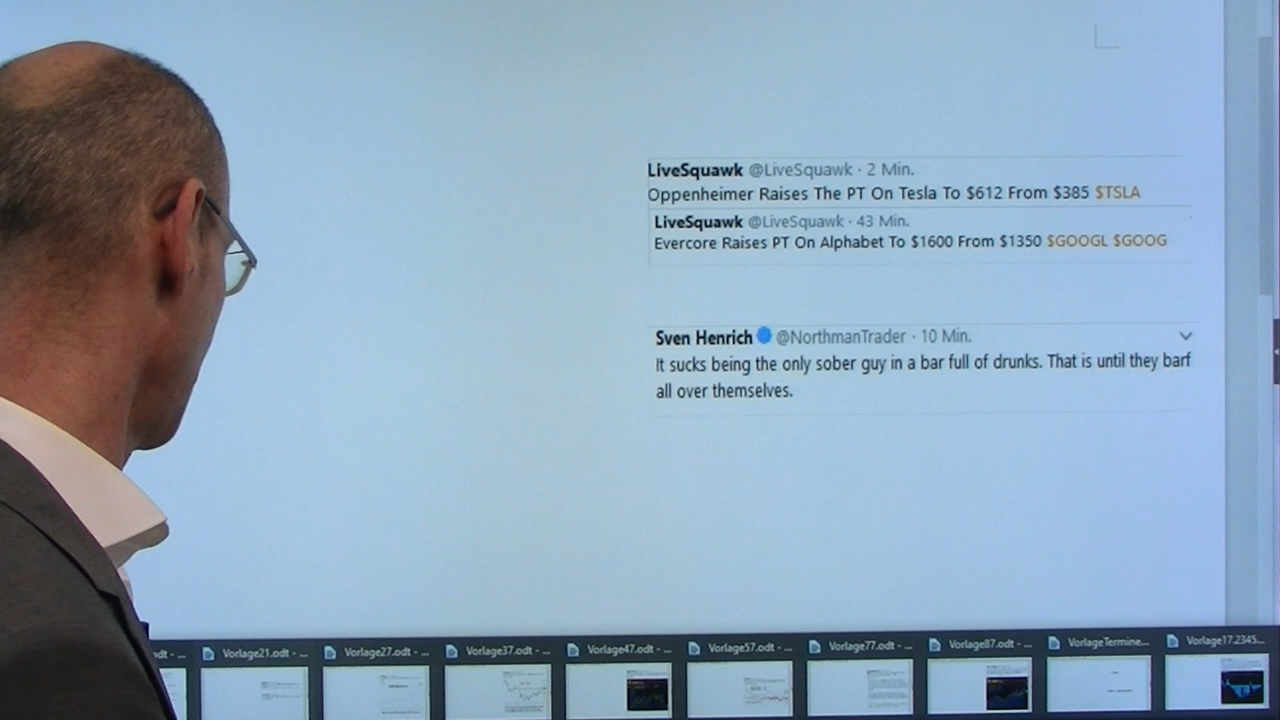 LiveSquawk @LiveSquawk · 2 Min.
Oppenheimer Raises The PT On Tesla To $612 From $385 $TSLA
LiveSquawk @LiveSquawk · 43 Min.
Evercore Raises PT On Alphabet To $1600 From $1350 $GOOGL $GOOG
Sven Henrich @NorthmanTrader · 10 Min.
It sucks being the only sober guy in a bar full of drunks. That is until they barf
all over themselves.
dt - ... Vorlage21.odt - ... Vorlage27.odt - ... Vorlage37.odt - ... Vorlage47.odt - ... Vorlage57.odt - ... Vorlage77.odt - ... Vorlage87.odt - ... VorlageTermine... Vorlage17.2345...